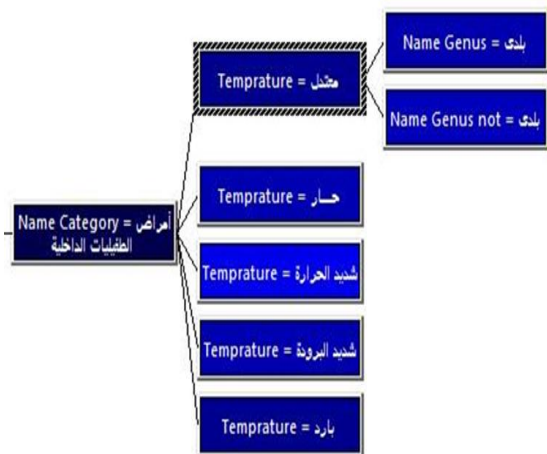 Name Genus = بلدى
Temprature = معتدل
Name Genus not = بلدى
Temprature = حــار
Name Category = أمراض
الطفيليات الداخلية
Temprature = شديد الحرارة
Temprature = شديد البرودة
Temprature = بارد